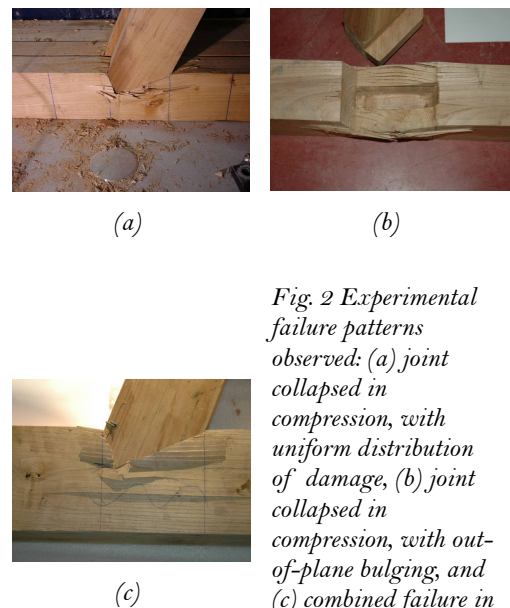 (a)
(b)
Fig. 2 Experimental
failure patterns
observed: (a) joint
collapsed in
compression, with
uniform distribution
of damage, (b) joint
collapsed in
compression, with out-
of-plane bulging, and
(c) combined failure in
(c)